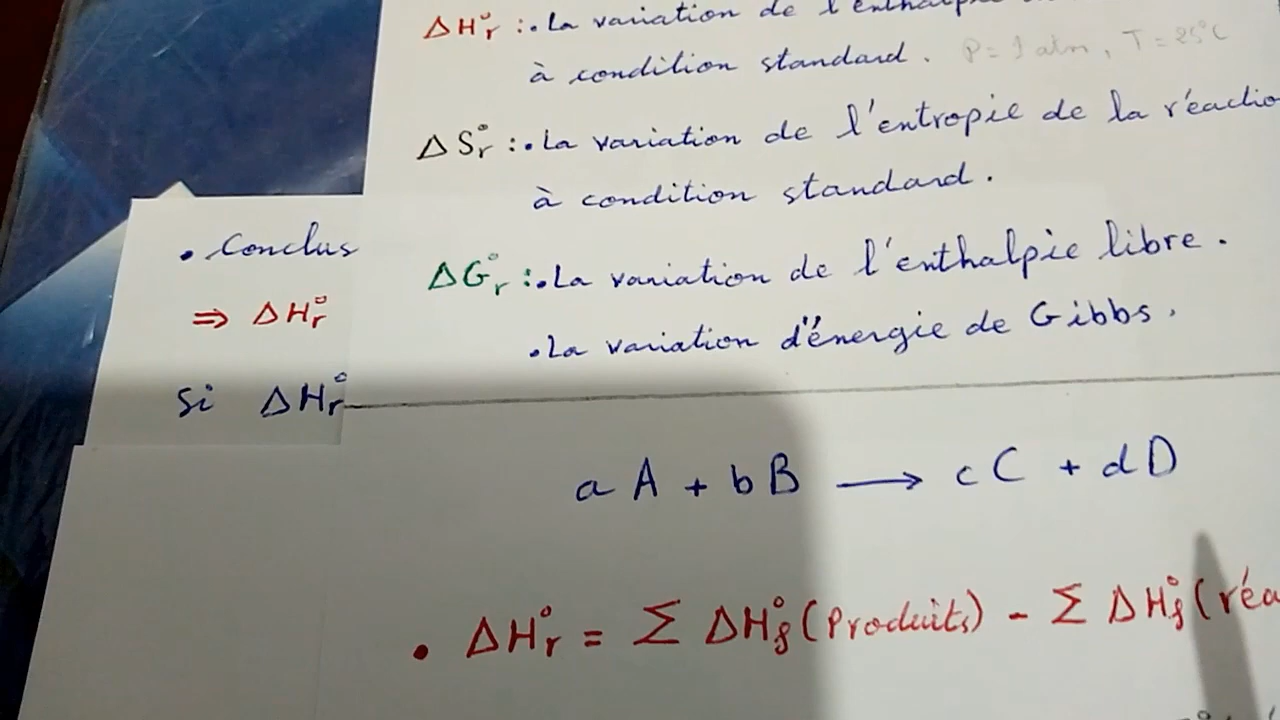 ΔH°r :. La variation de l'enthalpie
à condition standard. P = 1 atm, T = 25°C
ΔS°r :. La variation de l'entropie de la réactio
à condition standard.
ΔG°r :. La variation de l'enthalpie libre.
. La variation d'énergie de Gibbs.
• Conclus
⇒ ΔH°r
Si ΔH°r
a A + b B ⟶ c C + d D
• ΔH°r = Σ ΔH°f (Produits) - Σ ΔH°f (réa